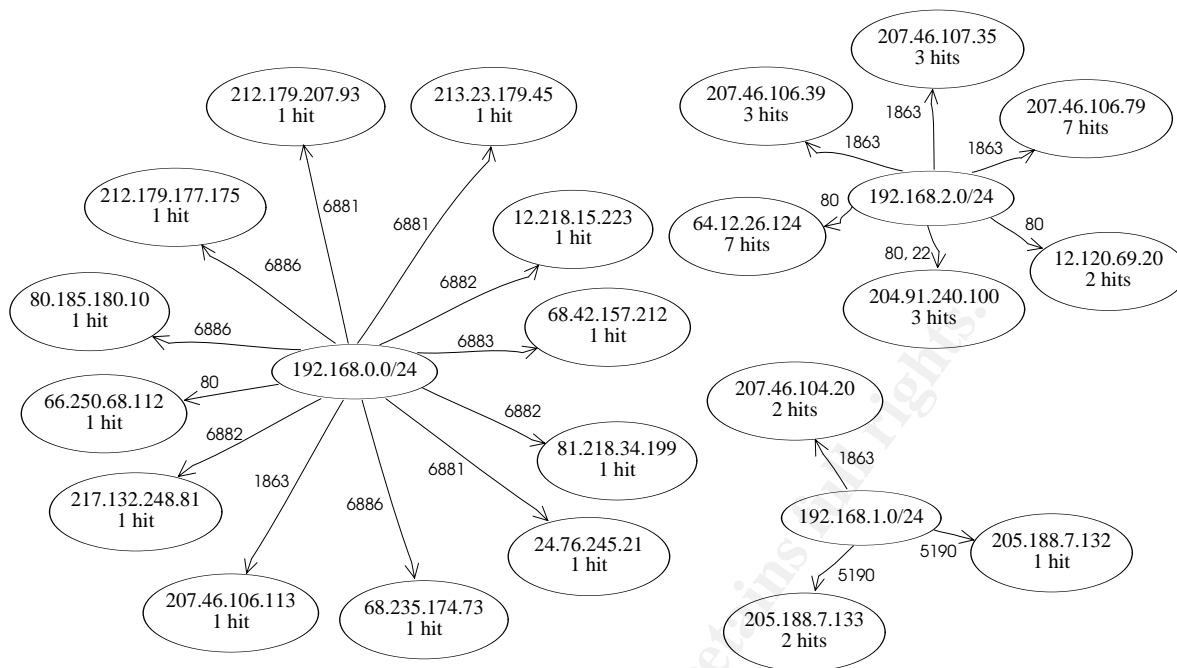 212.179.207.93
1 hit
213.23.179.45
1 hit
212.179.177.175
1 hit
12.218.15.223
1 hit
80.185.180.10
1 hit
68.42.157.212
1 hit
192.168.0.0/24
66.250.68.112
1 hit
81.218.34.199
1 hit
217.132.248.81
1 hit
24.76.245.21
1 hit
207.46.106.113
1 hit
68.235.174.73
1 hit
6881
6881
6886
6882
6886
6883
80
6882
6882
6881
1863
6886
207.46.107.35
3 hits
207.46.106.39
3 hits
207.46.106.79
7 hits
1863
1863
1863
192.168.2.0/24
64.12.26.124
7 hits
80
80
80, 22
12.120.69.20
2 hits
204.91.240.100
3 hits
207.46.104.20
2 hits
1863
192.168.1.0/24
5190
205.188.7.132
1 hit
5190
205.188.7.133
2 hits
retains full rights.